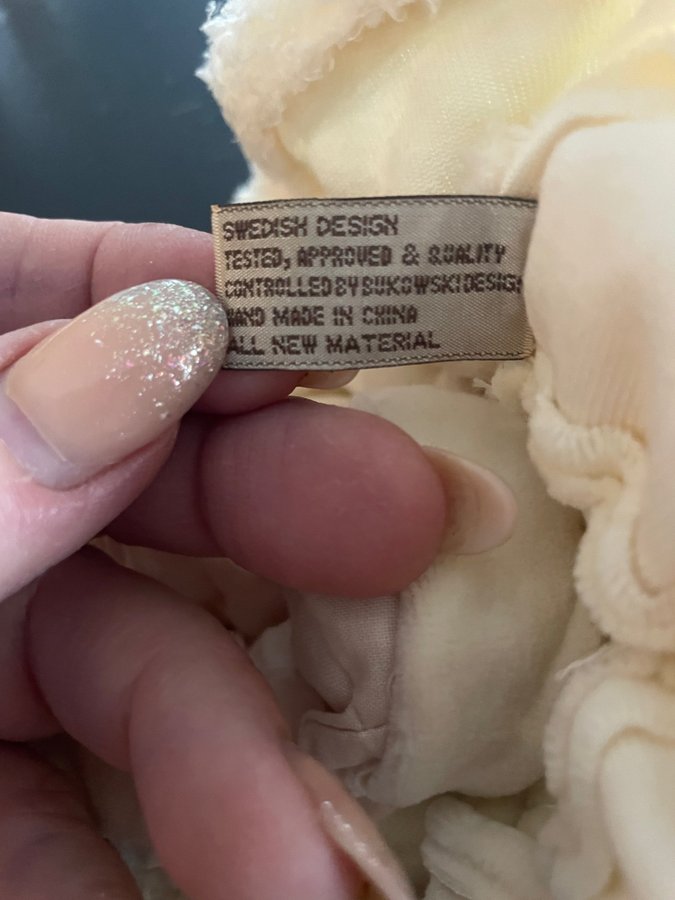 SWEDISH DESIGN
TESTED, APPROVED & QUALITY
CONTROLLED BY BUKOWSKI DESIGN
HAND MADE IN CHINA
ALL NEW MATERIAL